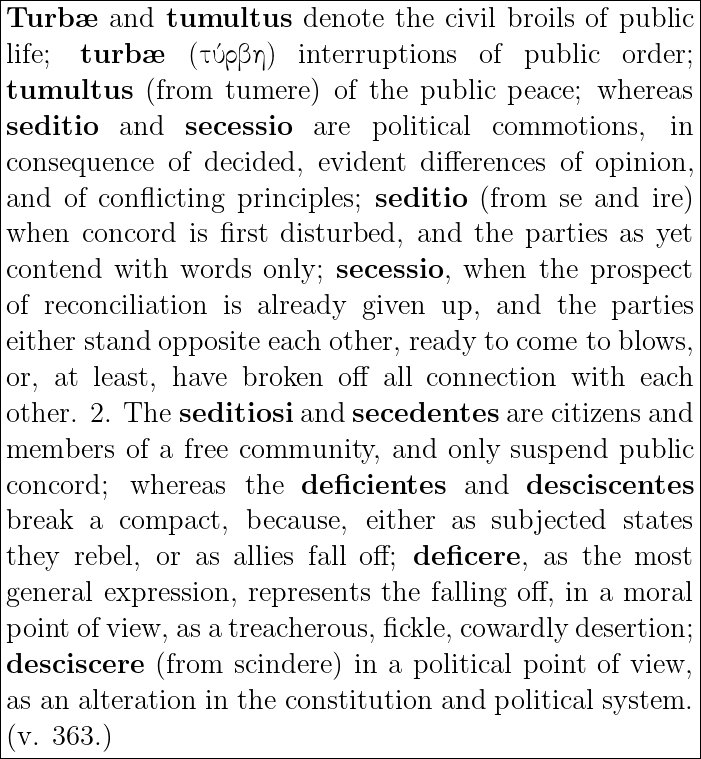 Turbæ and tumultus denote the civil broils of public
life; turbæ (τύρβη) interruptions of public order;
tumultus (from tumere) of the public peace; whereas
seditio and secessio are political commotions, in
consequence of decided, evident differences of opinion,
and of conflicting principles; seditio (from se and ire)
when concord is first disturbed, and the parties as yet
contend with words only; secessio, when the prospect
of reconciliation is already given up, and the parties
either stand opposite each other, ready to come to blows,
or, at least, have broken off all connection with each
other. 2. The seditiosi and secedentes are citizens and
members of a free community, and only suspend public
concord; whereas the deficientes and desciscentes
break a compact, because, either as subjected states
they rebel, or as allies fall off; deficere, as the most
general expression, represents the falling off, in a moral
point of view, as a treacherous, fickle, cowardly desertion;
desciscere (from scindere) in a political point of view,
as an alteration in the constitution and political system.
(v. 363.)